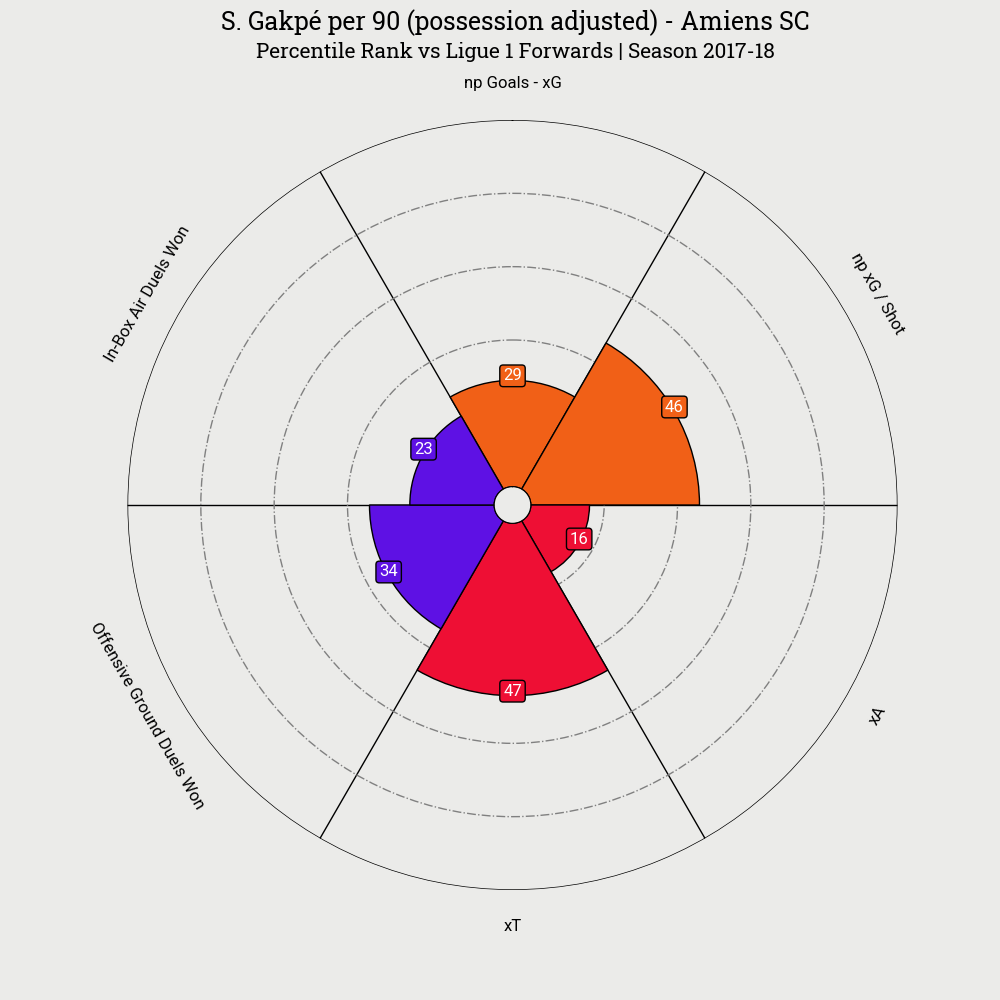 S. Gakpé per 90 (possession adjusted) - Amiens SC
Percentile Rank vs Ligue 1 Forwards | Season 2017-18
np Goals - xG
In-Box Air Duels Won
np xG / Shot
29
46
23
16
34
47
Offensive Ground Duels Won
xA
xT